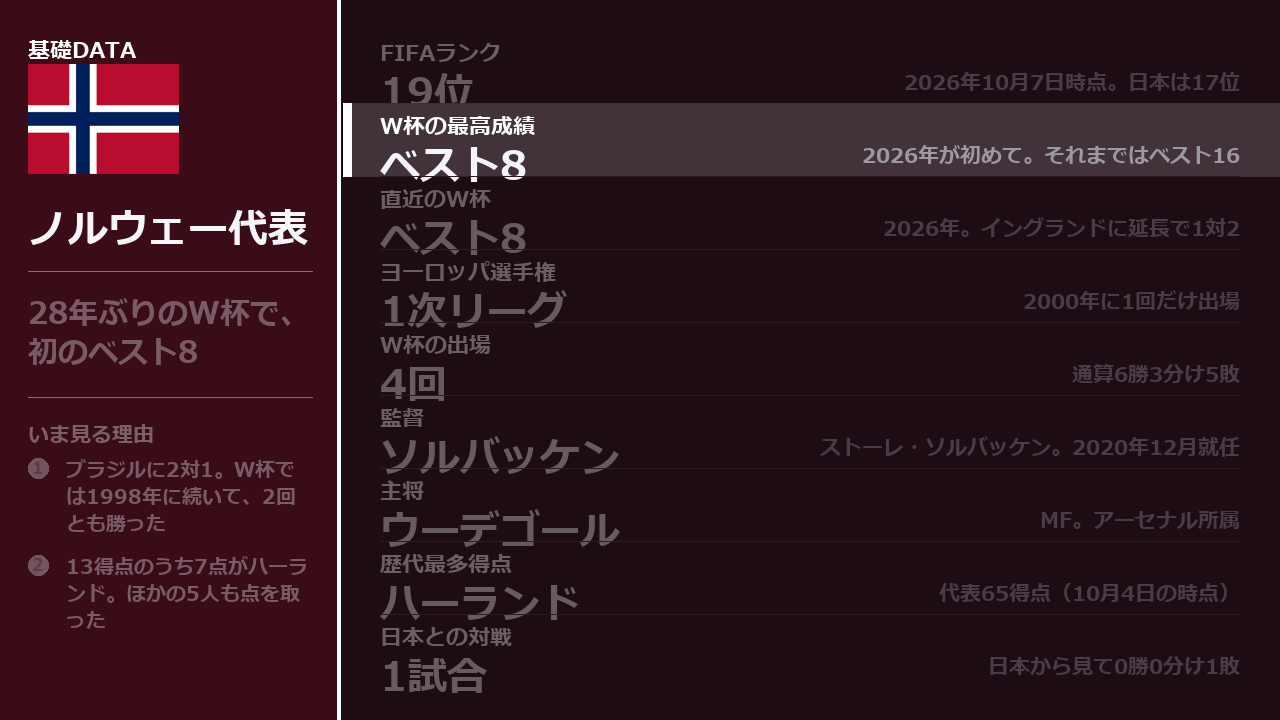 基礎DATA
ノルウェー代表
28年ぶりのW杯で、
初のベスト8
いま見る理由
1 ブラジルに2対1。W杯で
は1998年に続いて、2回
とも勝った
2 13得点のうち7点がハーラ
ンド。ほかの5人も点を取
った
FIFAランク
19位 2026年10月7日時点。日本は17位
W杯の最高成績
ベスト8 2026年が初めて。それまではベスト16
直近のW杯
ベスト8 2026年。イングランドに延長で1対2
ヨーロッパ選手権
1次リーグ 2000年に1回だけ出場
W杯の出場
4回 通算6勝3分け5敗
監督
ソルバッケン ストーレ・ソルバッケン。2020年12月就任
主将
ウーデゴール MF。アーセナル所属
歴代最多得点
ハーランド 代表65得点（10月4日の時点）
日本との対戦
1試合 日本から見て0勝0分け1敗